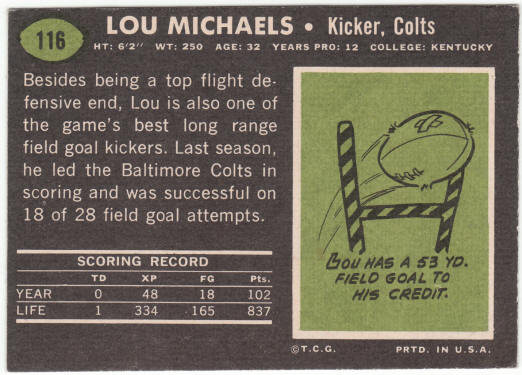 116
LOU MICHAELS • Kicker, Colts
HT: 6'2" WT: 250 AGE: 32 YEARS PRO: 12 COLLEGE: KENTUCKY
Besides being a top flight de-
fensive end, Lou is also one of
the game's best long range
field goal kickers. Last season,
he led the Baltimore Colts in
scoring and was successful on
18 of 28 field goal attempts.
SCORING RECORD
TD XP FG Pts.
YEAR 0 48 18 102
LIFE 1 334 165 837
LOU HAS A 53 YD.
FIELD GOAL TO
HIS CREDIT.
©T.C.G. PRTD. IN U.S.A.